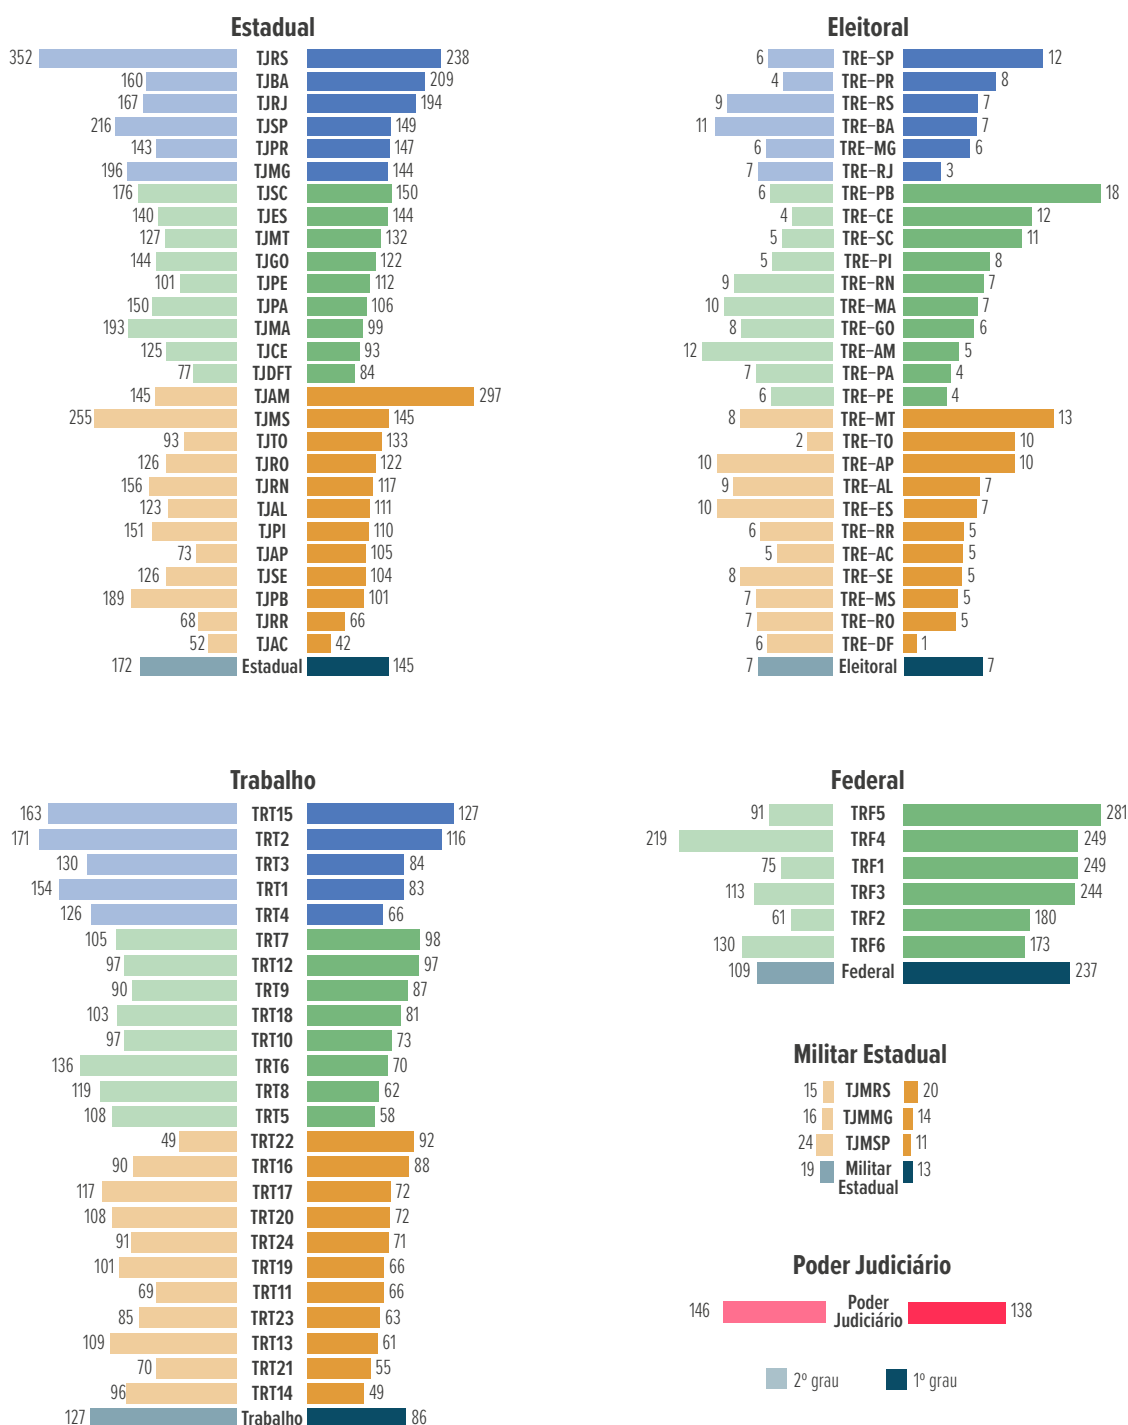 Estadual
352 TJRS 238
160 TJBA 209
167 TJRJ 194
216 TJSP 149
143 TJPR 147
196 TJMG 144
176 TJSC 150
140 TJES 144
127 TJMT 132
144 TJGO 122
101 TJPE 112
150 TJPA 106
193 TJMA 99
125 TJCE 93
77 TJDFT 84
145 TJAM 297
255 TJMS 145
93 TJTO 133
126 TJRO 122
156 TJRN 117
123 TJAL 111
151 TJPI 110
73 TJAP 105
126 TJSE 104
189 TJPB 101
68 TJRR 66
52 TJAC 42
172 Estadual 145
Eleitoral
6 TRE-SP 12
4 TRE-PR 8
9 TRE-RS 7
11 TRE-BA 7
6 TRE-MG 6
7 TRE-RJ 3
6 TRE-PB 18
4 TRE-CE 12
5 TRE-SC 11
5 TRE-PI 8
9 TRE-RN 7
10 TRE-MA 7
8 TRE-GO 6
12 TRE-AM 5
7 TRE-PA 4
6 TRE-PE 4
8 TRE-MT 13
2 TRE-TO 10
10 TRE-AP 10
9 TRE-AL 7
10 TRE-ES 7
6 TRE-RR 5
5 TRE-AC 5
8 TRE-SE 5
7 TRE-MS 5
7 TRE-RO 5
6 TRE-DF 1
7 Eleitoral 7
Trabalho
163 TRT15 127
171 TRT2 116
130 TRT3 84
154 TRT1 83
126 TRT4 66
105 TRT7 98
97 TRT12 97
90 TRT9 87
103 TRT18 81
97 TRT10 73
136 TRT6 70
119 TRT8 62
108 TRT5 58
49 TRT22 92
90 TRT16 88
117 TRT17 72
108 TRT20 72
91 TRT24 71
101 TRT19 66
69 TRT11 66
85 TRT23 63
109 TRT13 61
70 TRT21 55
96 TRT14 49
127 Trabalho 86
Federal
91 TRF5 281
219 TRF4 249
75 TRF1 249
113 TRF3 244
61 TRF2 180
130 TRF6 173
109 Federal 237
Militar Estadual
15 TJMRS 20
16 TJMMG 14
24 TJMSP 11
19 Militar 13
Estadual
Poder Judiciário
146 Poder 138
Judiciário
2º grau 1º grau